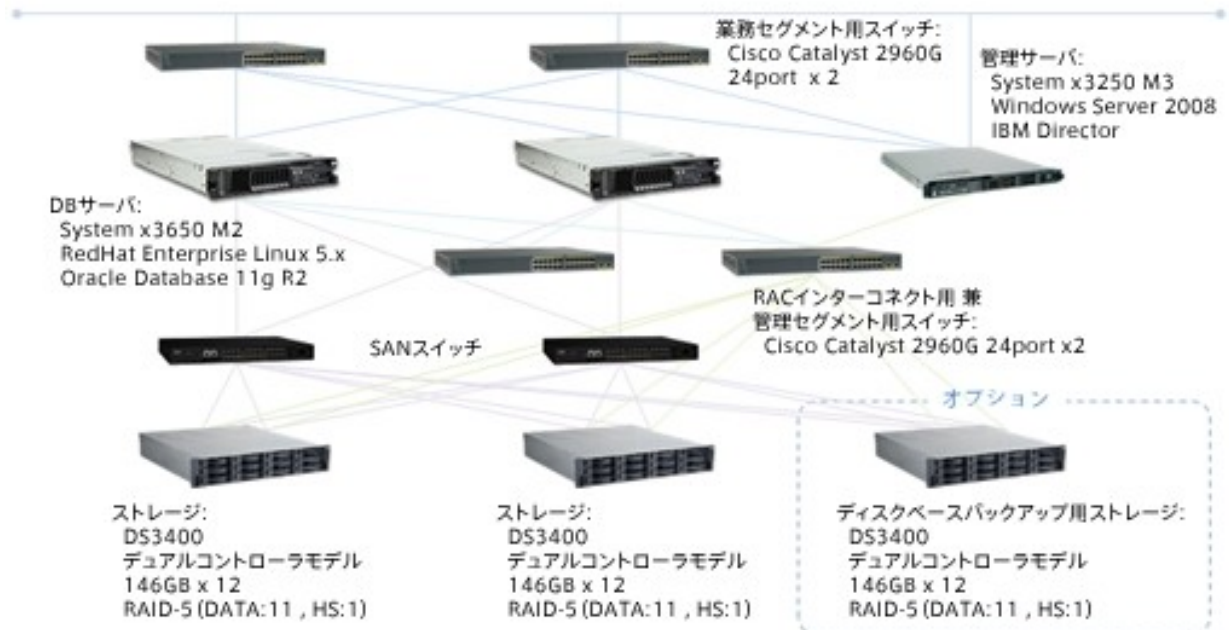 業務セグメント用スイッチ:
Cisco Catalyst 2960G
24port x 2
管理サーバ:
System x3250 M3
Windows Server 2008
IBM Director
DBサーバ:
System x3650 M2
RedHat Enterprise Linux 5.x
Oracle Database 11g R2
RACインターコネクト用 兼
管理セグメント用スイッチ:
Cisco Catalyst 2960G 24port x2
SANスイッチ
オプション
ストレージ:
DS3400
デュアルコントローラモデル
146GB x 12
RAID-5 (DATA:11 , HS:1)
ストレージ:
DS3400
デュアルコントローラモデル
146GB x 12
RAID-5 (DATA:11 , HS:1)
ディスクベースバックアップ用ストレージ:
DS3400
デュアルコントローラモデル
146GB x 12
RAID-5 (DATA:11 , HS:1)